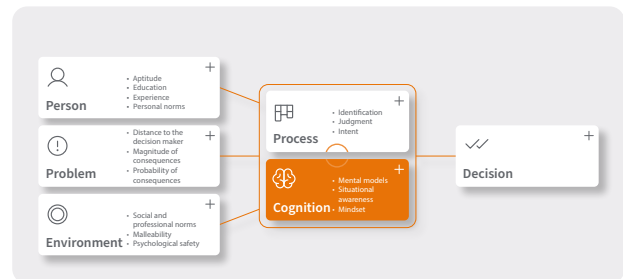 Person
• Aptitude
• Education
• Experience
• Personal norms
Problem
• Distance to the
decision maker
• Magnitude of
consequences
• Probability of
consequences
Environment
• Social and
professional norms
• Malleability
• Psychological safety
Process
• Identification
• Judgment
• Intent
Cognition
• Mental models
• Situational
awareness
• Mindset
Decision